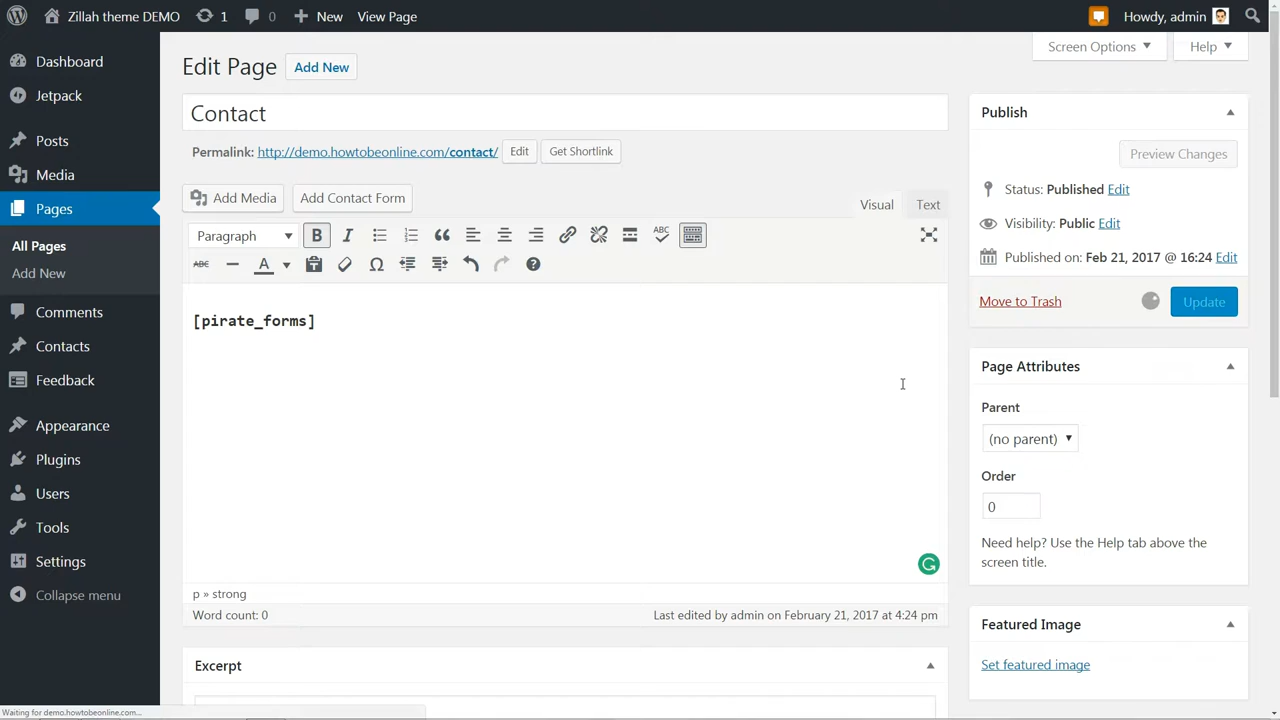 Zillah theme DEMO 1 0 New View Page Howdy, admin
Screen Options Help
Dashboard
Jetpack
Posts
Media
Pages
All Pages
Add New
Comments
Contacts
Feedback
Appearance
Plugins
Users
Tools
Settings
Collapse menu
Edit Page Add New
Contact
Permalink: http://demo.howtobeonline.com/contact/ Edit Get Shortlink
Add Media Add Contact Form
Visual Text
Paragraph B I ABC
ABC A Ω
[pirate_forms]
p » strong
Word count: 0 Last edited by admin on February 21, 2017 at 4:24 pm
Excerpt
Publish
Preview Changes
Status: Published Edit
Visibility: Public Edit
Published on: Feb 21, 2017 @ 16:24 Edit
Move to Trash Update
Page Attributes
Parent
(no parent)
Order
0
Need help? Use the Help tab above the
screen title.
Featured Image
Set featured image
Waiting for demo.howtobeonline.com...